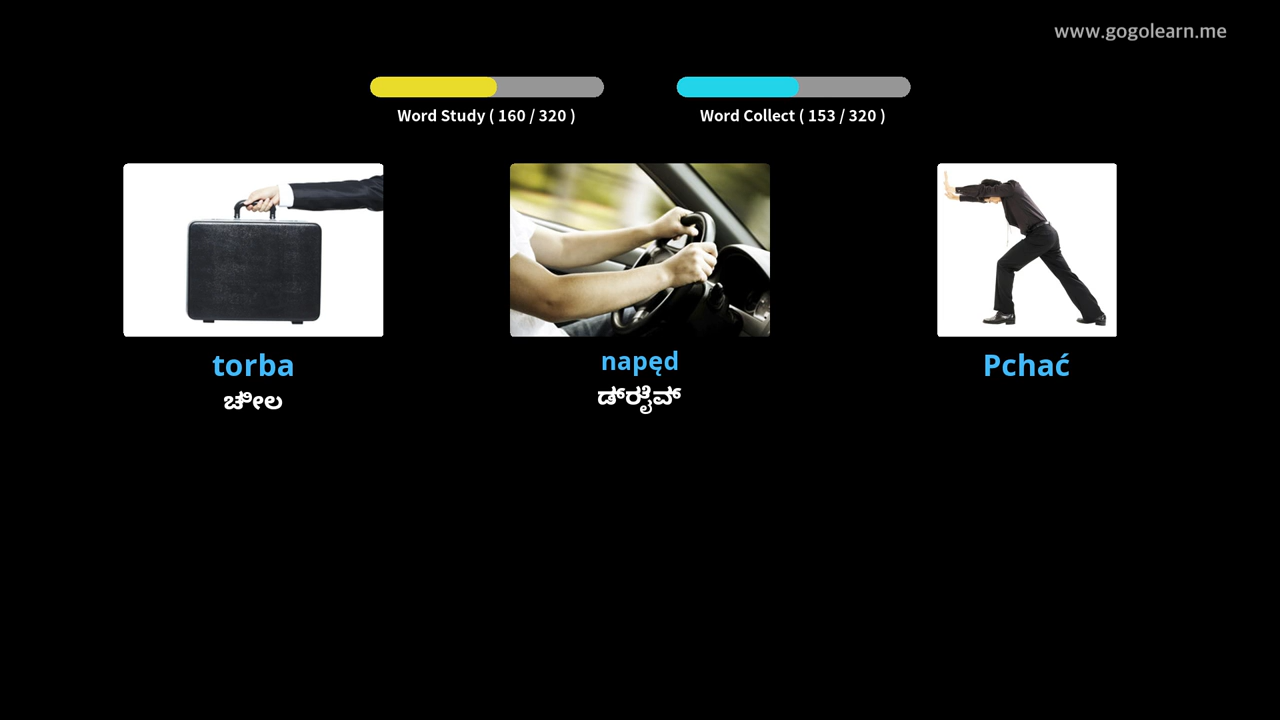 www.gogolearn.me
Word Study ( 160 / 320 )
Word Collect ( 153 / 320 )
torba
ಚೀಲ
napęd
ಡ್ರೈವ್
Pchać